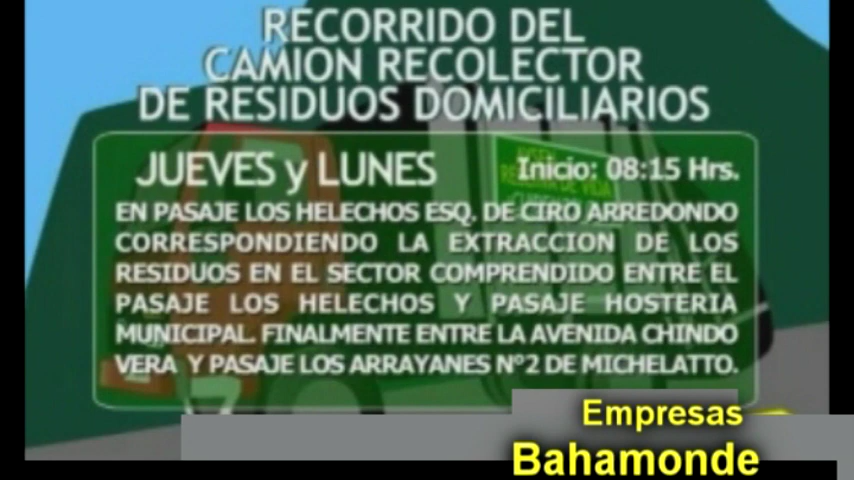 RECORRIDO DEL
CAMION RECOLECTOR
DE RESIDUOS DOMICILIARIOS
JUEVES y LUNES Inicio: 08:15 Hrs.
EN PASAJE LOS HELECHOS ESQ. DE CIRO ARREDONDO
CORRESPONDIENDO LA EXTRACCION DE LOS
RESIDUOS EN EL SECTOR COMPRENDIDO ENTRE EL
PASAJE LOS HELECHOS Y PASAJE HOSTERIA
MUNICIPAL. FINALMENTE ENTRE LA AVENIDA CHINDO
VERA Y PASAJE LOS ARRAYANES N°2 DE MICHELATTO.
Empresas
Bahamonde